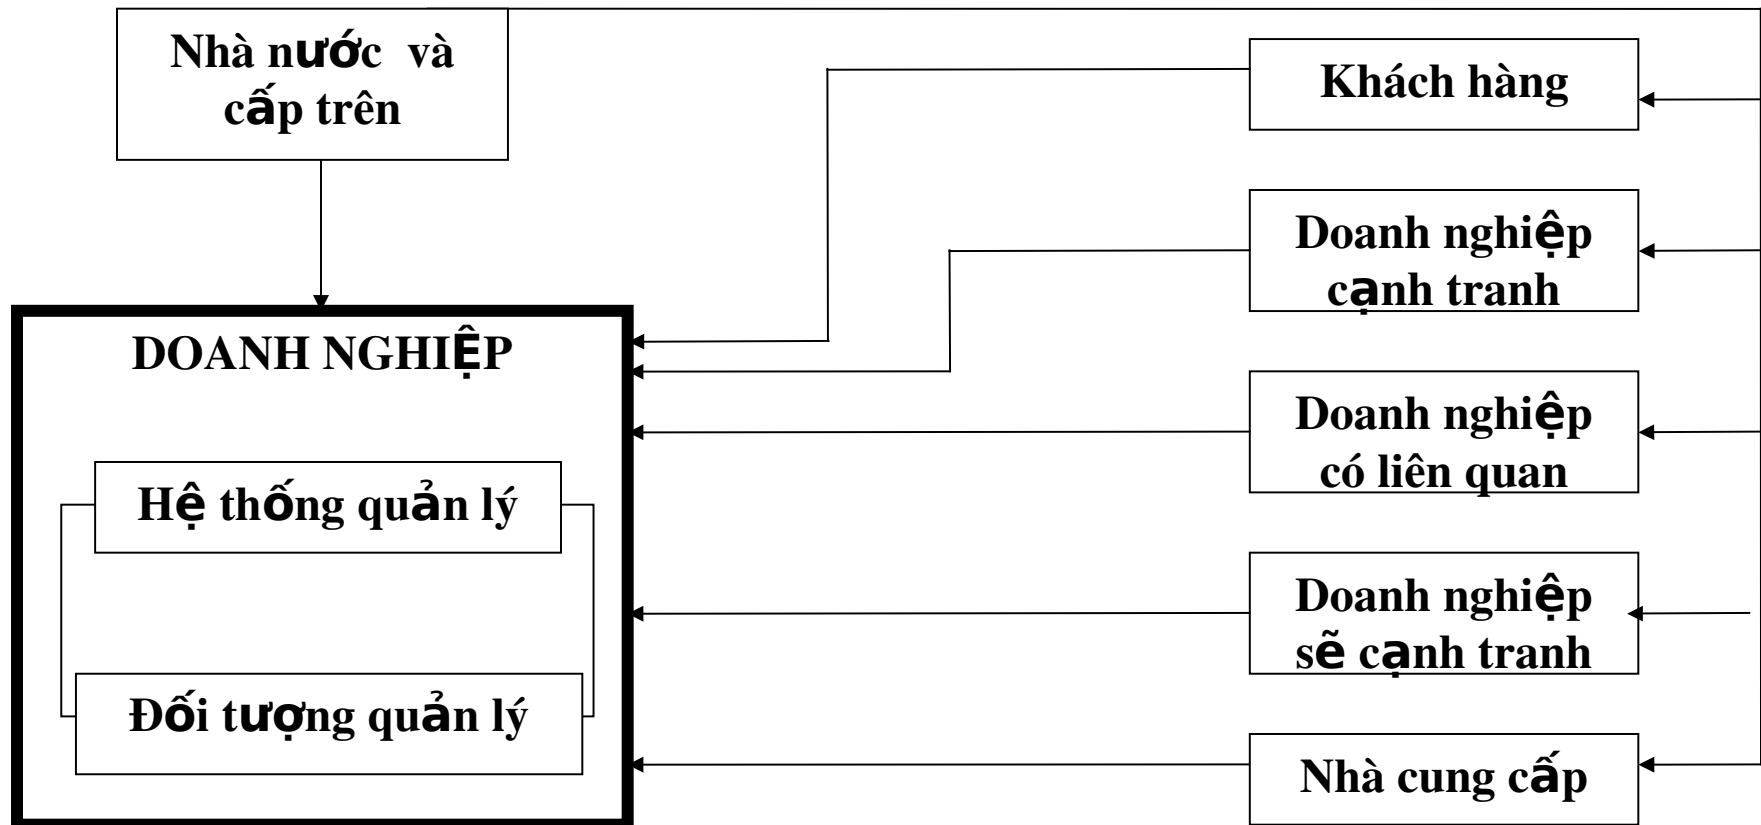 Nhà nước và
cấp trên
Khách hàng
Doanh nghiệp
cạnh tranh
DOANH NGHIỆP
Doanh nghiệp
có liên quan
Hệ thống quản lý
Doanh nghiệp
sẽ cạnh tranh
Đối tượng quản lý
Nhà cung cấp